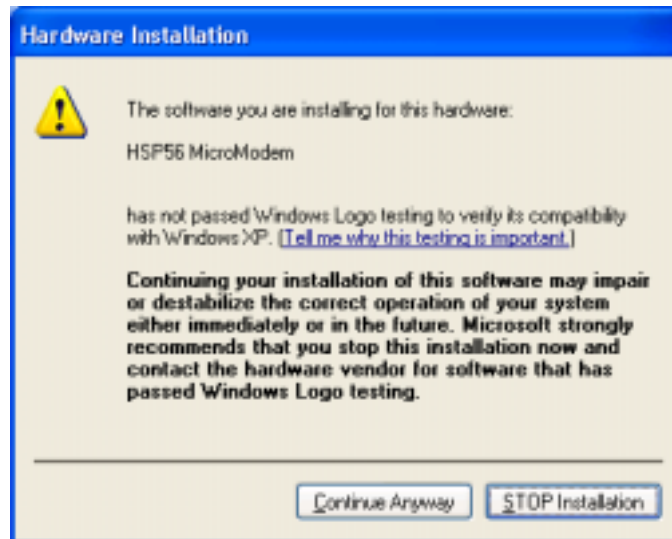 Hardware Installation
The software you are installing for this hardware:
HSP56 MicroModem
has not passed Windows Logo testing to verify its compatibility
with Windows XP. (Tell me why this testing is important.)
Continuing your installation of this software may impair
or destabilize the correct operation of your system
either immediately or in the future. Microsoft strongly
recommends that you stop this installation now and
contact the hardware vendor for software that has
passed Windows Logo testing.
Continue Anyway
STOP Installation